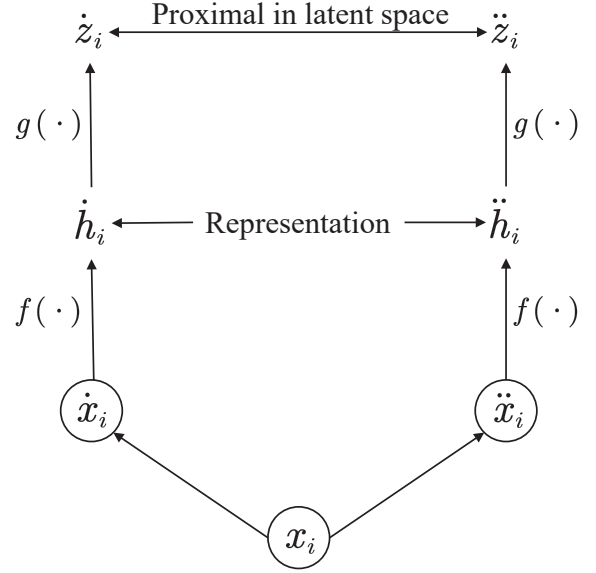 Proximal in latent space
ż_i z̈_i
g(·) g(·)
ḣ_i Representation ḧ_i
f(·) f(·)
ẋ_i ẍ_i
x_i